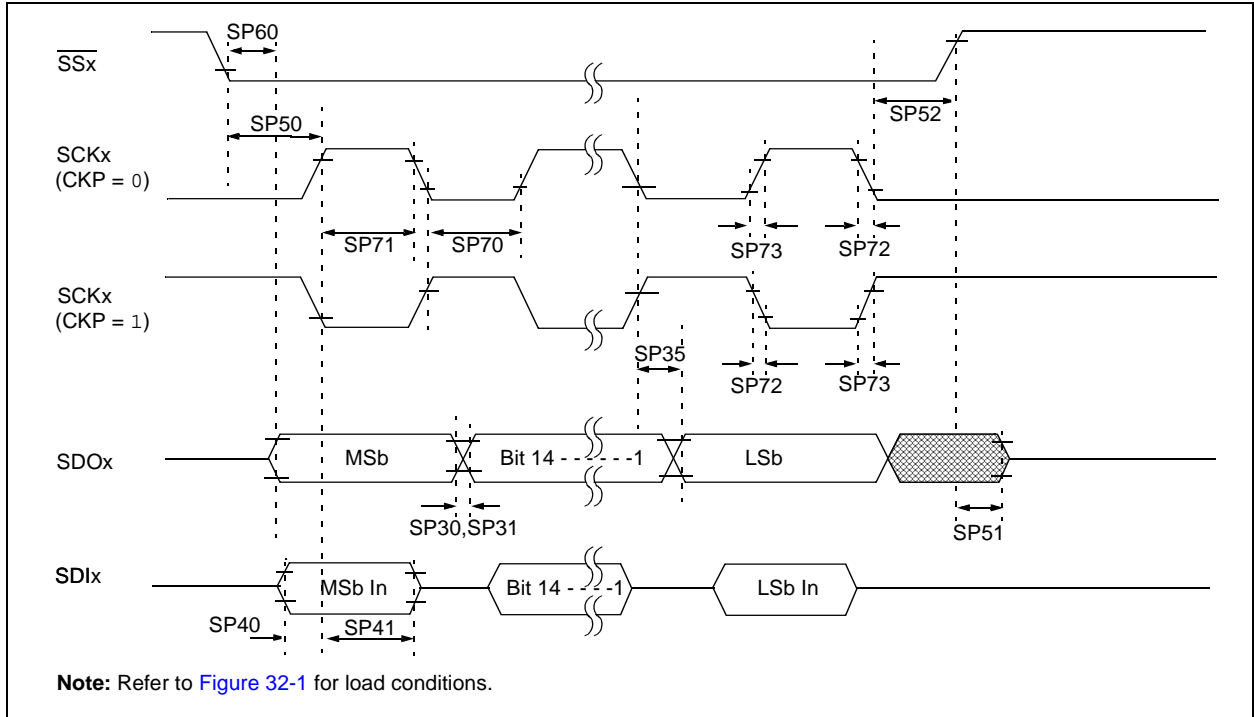 SP60
SSx
SP52
SP50
SCKx
(CKP = 0)
SP71
SP70
SP73
SP72
SCKx
(CKP = 1)
SP35
SP72
SP73
SDOx
MSb
Bit 14 - - - - - -1
LSb
SP30,SP31
SP51
SDIx
MSb In
Bit 14 - - - -1
LSb In
SP40
SP41
Note: Refer to Figure 32-1 for load conditions.